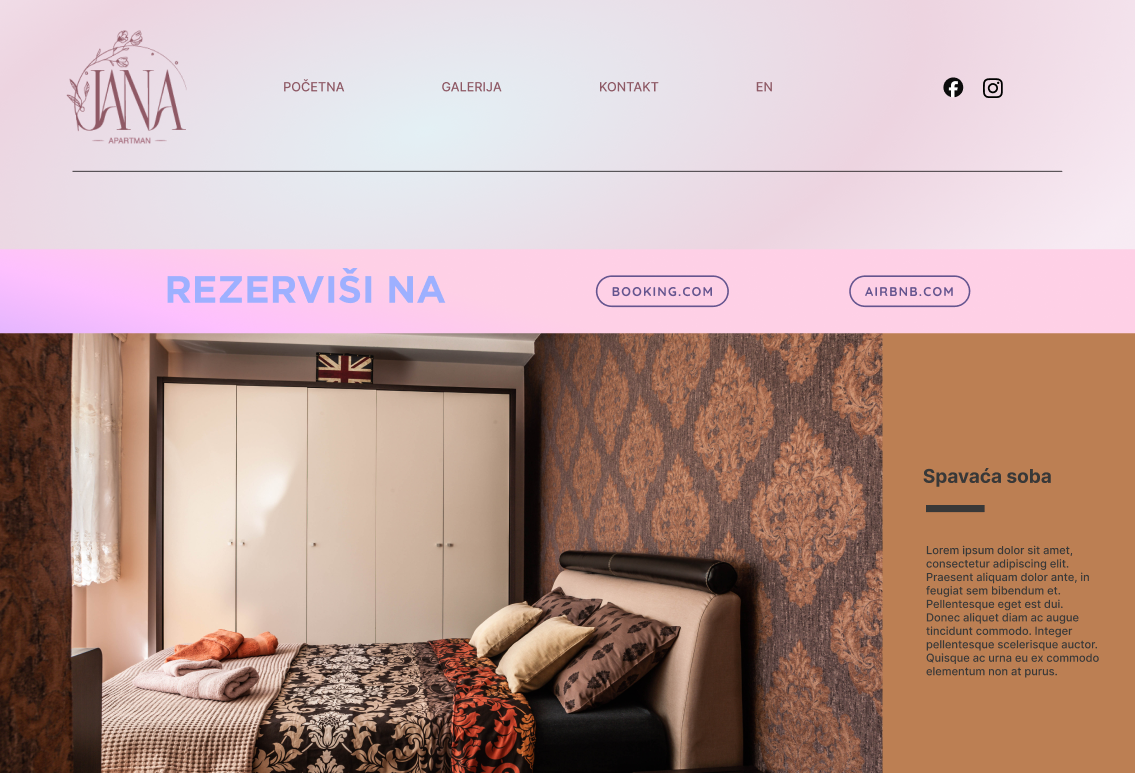 JANA
APARTMAN
POČETNA GALERIJA KONTAKT EN
REZERVIŠI NA
BOOKING.COM AIRBNB.COM
Spavaća soba
Lorem ipsum dolor sit amet,
consectetur adipiscing elit.
Praesent aliquam dolor ante, in
feugiat sem bibendum et.
Pellentesque eget est dui.
Donec aliquet diam ac augue
tincidunt commodo. Integer
pellentesque scelerisque auctor.
Quisque ac urna eu ex commodo
elementum non at purus.